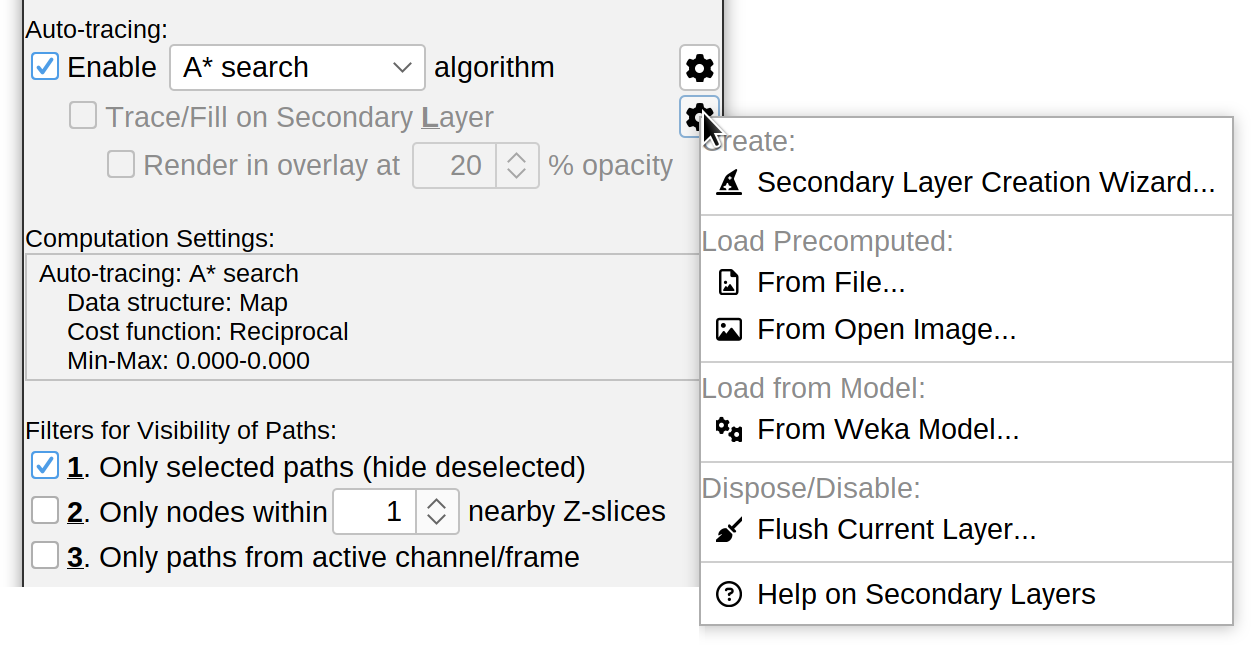 Auto-tracing:
Enable A* search algorithm
Trace/Fill on Secondary Layer
Render in overlay at 20 % opacity
Computation Settings:
Auto-tracing: A* search
Data structure: Map
Cost function: Reciprocal
Min-Max: 0.000-0.000
Filters for Visibility of Paths:
1. Only selected paths (hide deselected)
2. Only nodes within 1 nearby Z-slices
3. Only paths from active channel/frame
Create:
Secondary Layer Creation Wizard...
Load Precomputed:
From File...
From Open Image...
Load from Model:
From Weka Model...
Dispose/Disable:
Flush Current Layer...
Help on Secondary Layers